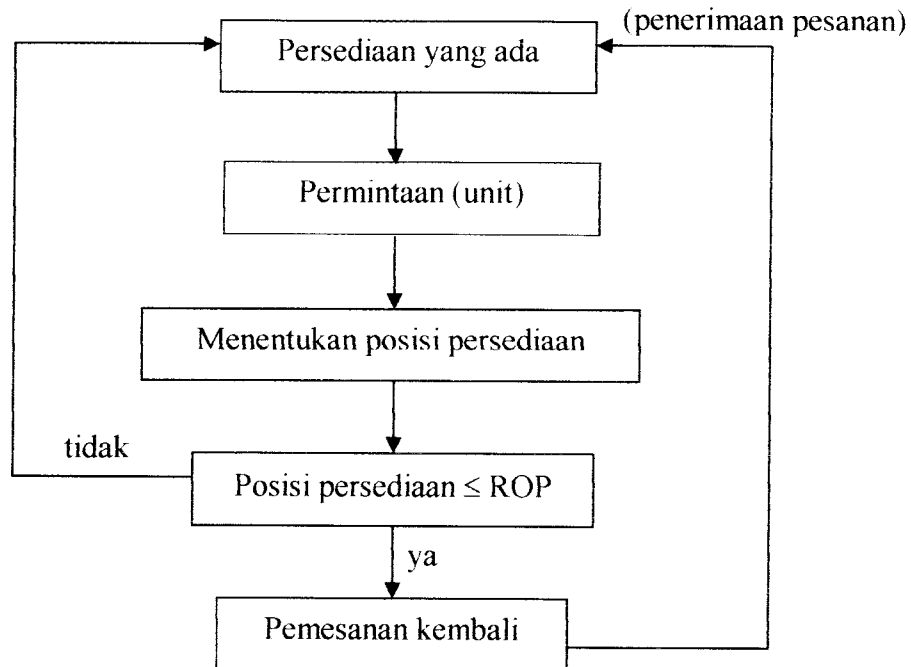 (penerimaan pesanan)
Persediaan yang ada
Permintaan (unit)
Menentukan posisi persediaan
tidak
Posisi persediaan ≤ ROP
ya
Pemesanan kembali